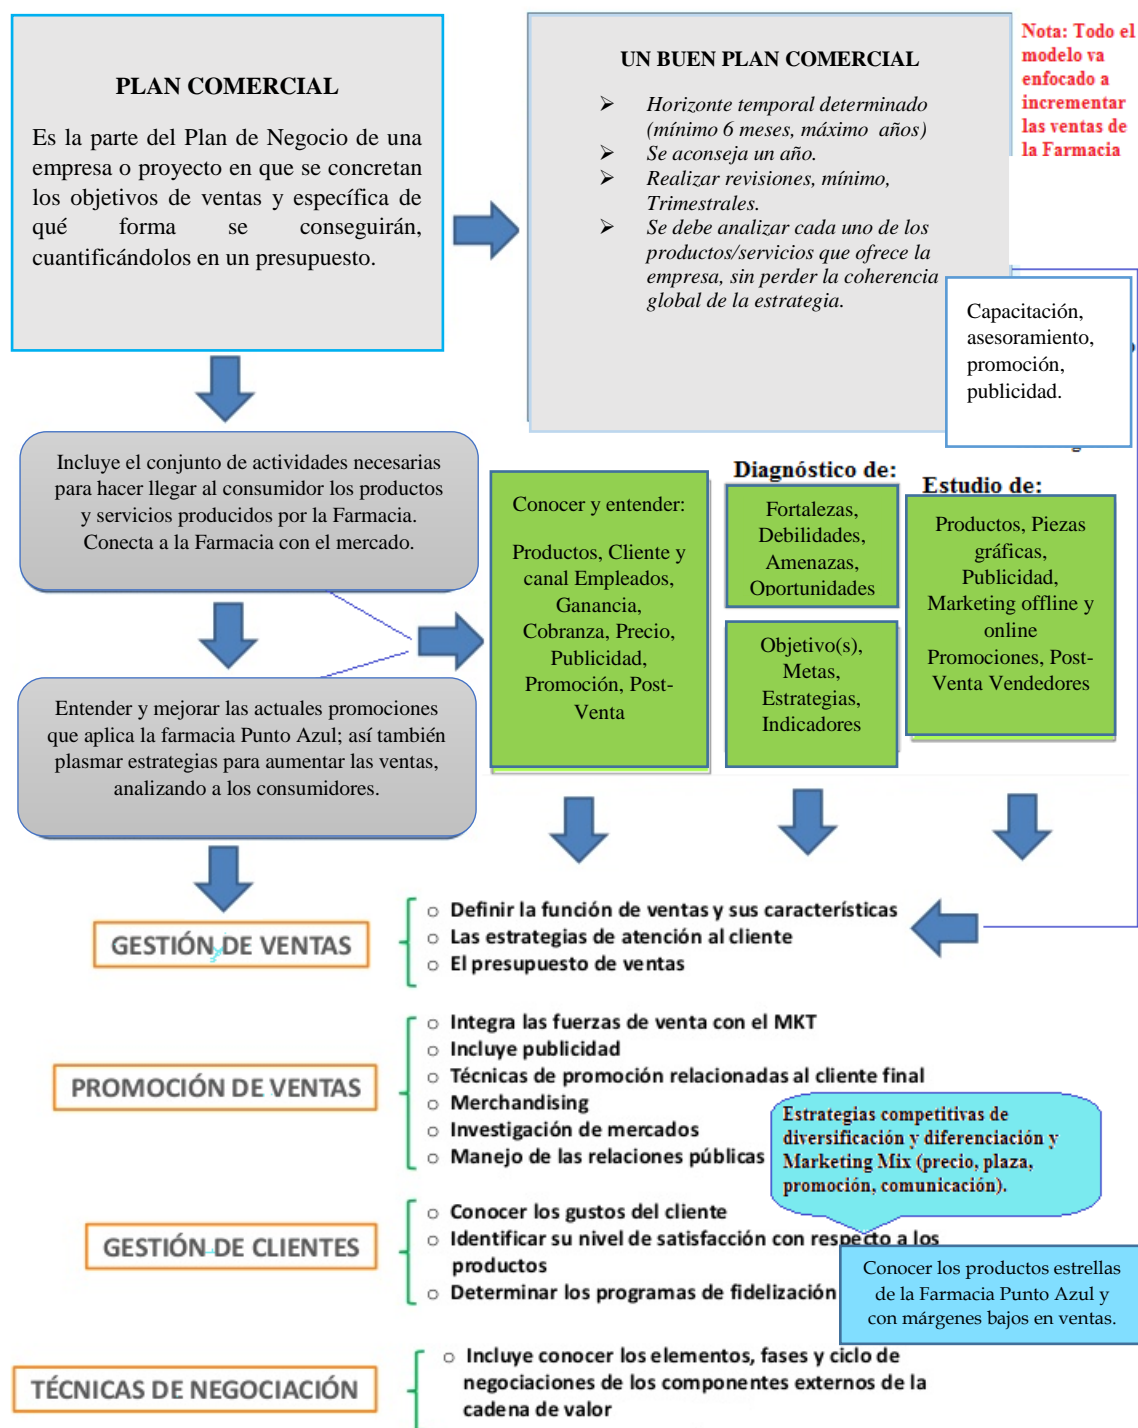 PLAN COMERCIAL
Es la parte del Plan de Negocio de una
empresa o proyecto en que se concretan
los objetivos de ventas y específica de
qué forma se conseguirán,
cuantificándolos en un presupuesto.
UN BUEN PLAN COMERCIAL
Horizonte temporal determinado
(mínimo 6 meses, máximo años)
Se aconseja un año.
Realizar revisiones, mínimo,
Trimestrales.
Se debe analizar cada uno de los
productos/servicios que ofrece la
empresa, sin perder la coherencia
global de la estrategia.
Nota: Todo el
modelo va
enfocado a
incrementar
las ventas de
la Farmacia
Capacitación,
asesoramiento,
promoción,
publicidad.
Incluye el conjunto de actividades necesarias
para hacer llegar al consumidor los productos
y servicios producidos por la Farmacia.
Conecta a la Farmacia con el mercado.
Entender y mejorar las actuales promociones
que aplica la farmacia Punto Azul; así también
plasmar estrategias para aumentar las ventas,
analizando a los consumidores.
Conocer y entender:
Productos, Cliente y
canal Empleados,
Ganancia,
Cobranza, Precio,
Publicidad,
Promoción, Post-
Venta
Diagnóstico de:
Fortalezas,
Debilidades,
Amenazas,
Oportunidades
Objetivo(s),
Metas,
Estrategias,
Indicadores
Estudio de:
Productos, Piezas
gráficas,
Publicidad,
Marketing offline y
online
Promociones, Post-
Venta Vendedores
GESTIÓN DE VENTAS
Definir la función de ventas y sus características
Las estrategias de atención al cliente
El presupuesto de ventas
PROMOCIÓN DE VENTAS
Integra las fuerzas de venta con el MKT
Incluye publicidad
Técnicas de promoción relacionadas al cliente final
Merchandising
Investigación de mercados
Manejo de las relaciones públicas
Estrategias competitivas de
diversificación y diferenciación y
Marketing Mix (precio, plaza,
promoción, comunicación).
GESTIÓN DE CLIENTES
Conocer los gustos del cliente
Identificar su nivel de satisfacción con respecto a los
productos
Determinar los programas de fidelización
Conocer los productos estrellas
de la Farmacia Punto Azul y
con márgenes bajos en ventas.
TÉCNICAS DE NEGOCIACIÓN
Incluye conocer los elementos, fases y ciclo de
negociaciones de los componentes externos de la
cadena de valor